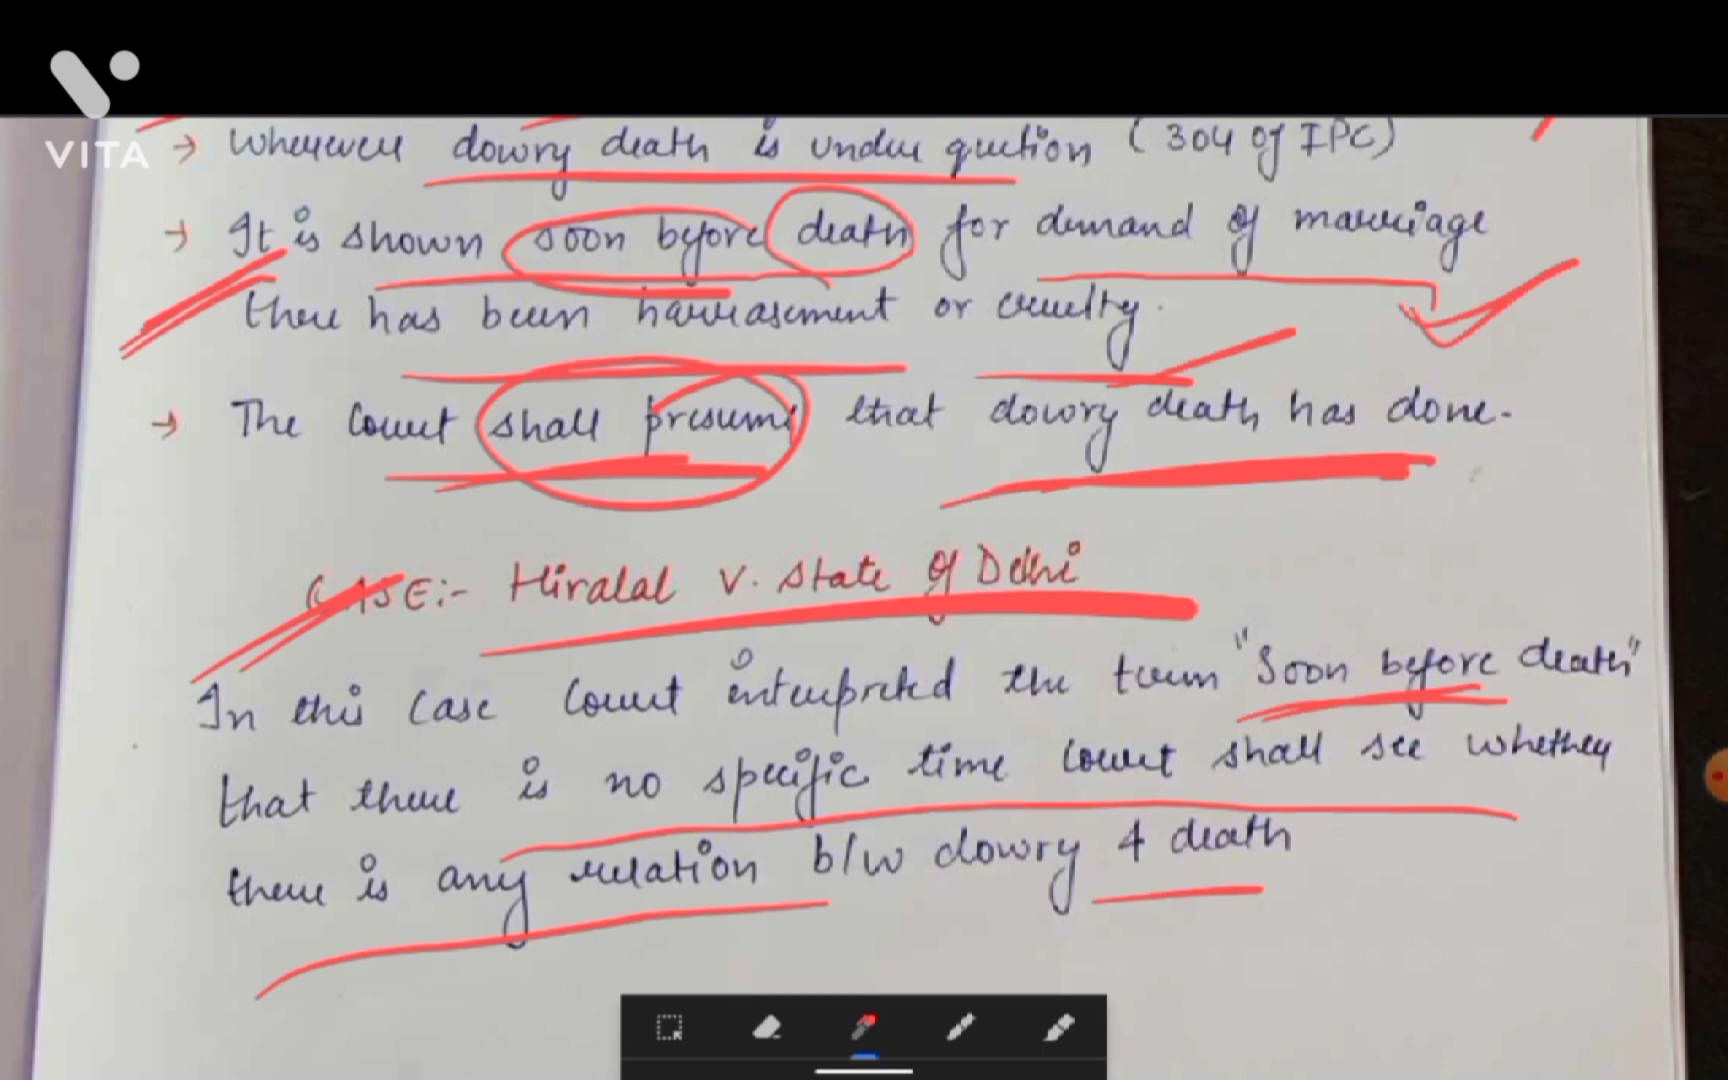 VITA
→ Whenever dowry death is under qustion (304 of IPC)
→ It is shown soon before death for demand of marriage
there has been harrasement or cruelty.
→ The Court shall presume that dowry death has done.
CASE:- Hiralal V. State of Delhi
In this case Court interpreted the term "Soon before death"
that there is no specific time Court shall see whether
there is any relation b/w dowry & death